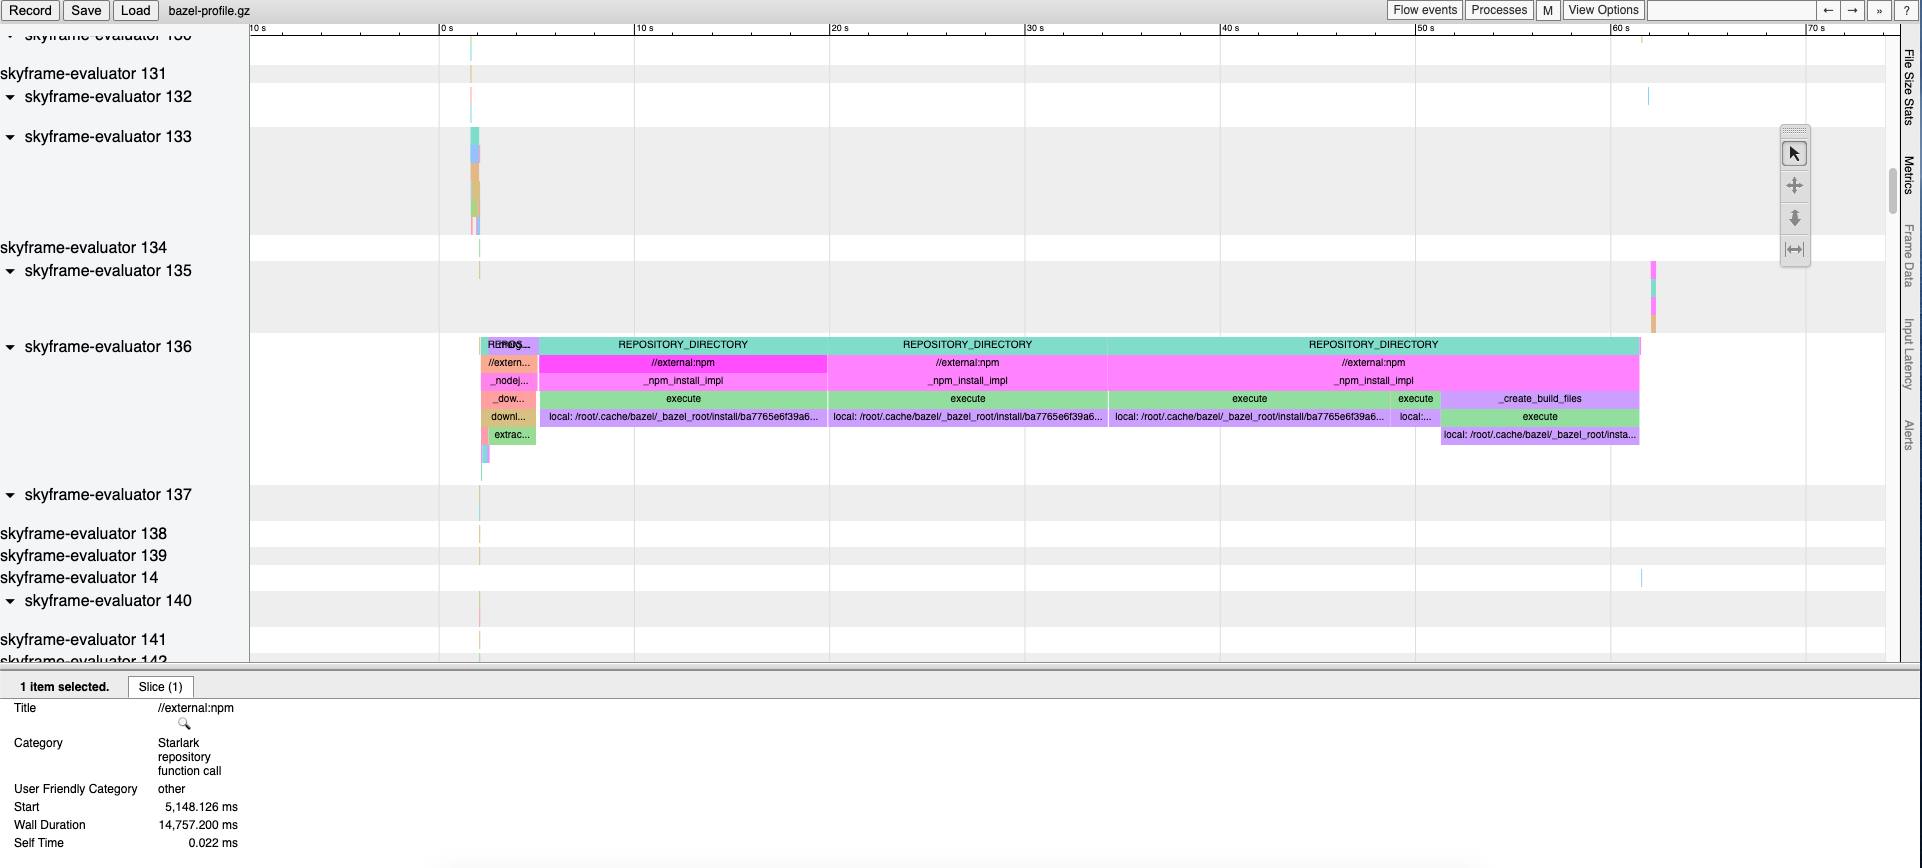 Record Save Load bazel-profile.gz Flow events Processes M View Options ← → » ?
10 s 0 s 10 s 20 s 30 s 40 s 50 s 60 s 70 s
skyframe-evaluator 130
skyframe-evaluator 131
skyframe-evaluator 132
skyframe-evaluator 133
skyframe-evaluator 134
skyframe-evaluator 135
skyframe-evaluator 136
REPOS... REPOSITORY_DIRECTORY REPOSITORY_DIRECTORY REPOSITORY_DIRECTORY
//extern... //external:npm //external:npm //external:npm
_nodej... _npm_install_impl _npm_install_impl _npm_install_impl
_dow... execute execute execute execute _create_build_files
downl... local: /root/.cache/bazel/_bazel_root/install/ba7765e6f39a6... local: /root/.cache/bazel/_bazel_root/install/ba7765e6f39a6... local: /root/.cache/bazel/_bazel_root/install/ba7765e6f39a6... local:... execute
extrac... local: /root/.cache/bazel/_bazel_root/insta...
skyframe-evaluator 137
skyframe-evaluator 138
skyframe-evaluator 139
skyframe-evaluator 14
skyframe-evaluator 140
skyframe-evaluator 141
skyframe-evaluator 142
File Size Stats
Metrics
Frame Data
Input Latency
Alerts
1 item selected. Slice (1)
Title //external:npm
Category Starlark
repository
function call
User Friendly Category other
Start 5,148.126 ms
Wall Duration 14,757.200 ms
Self Time 0.022 ms